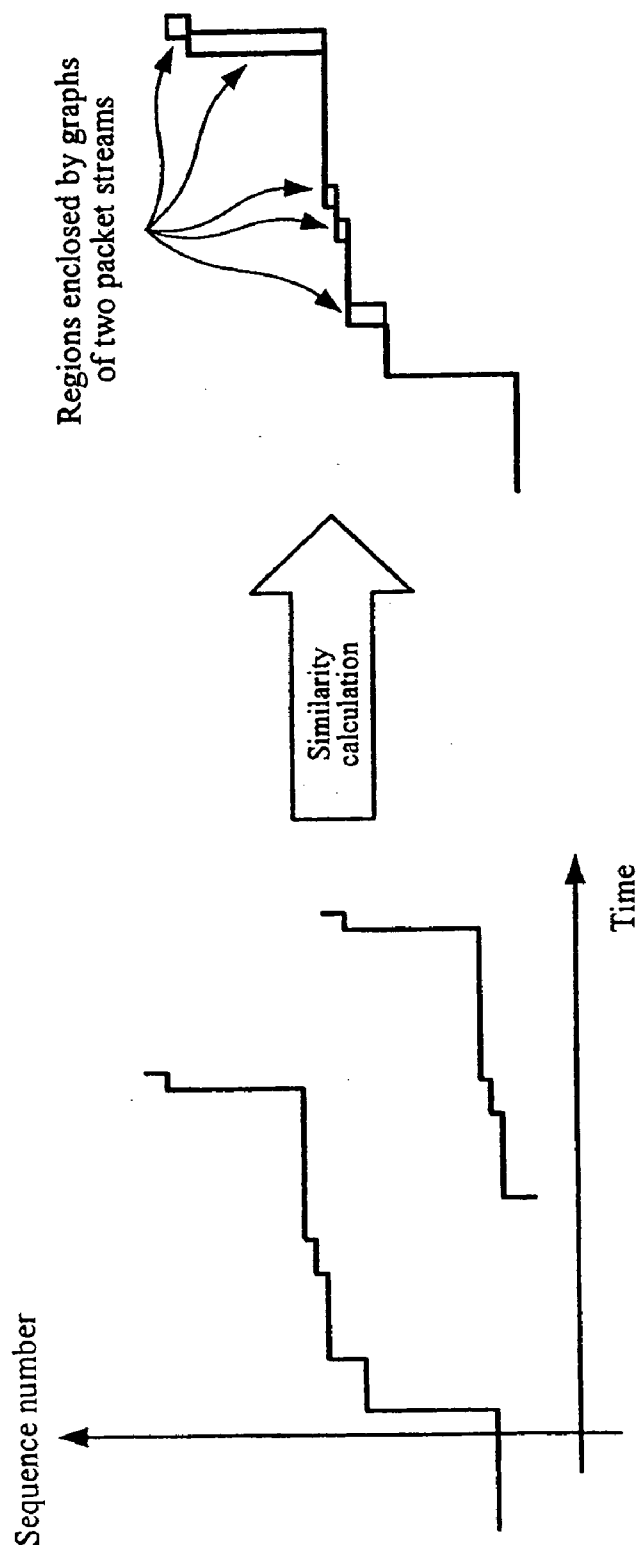 Sequence number
Time
Similarity
calculation
Regions enclosed by graphs
of two packet streams